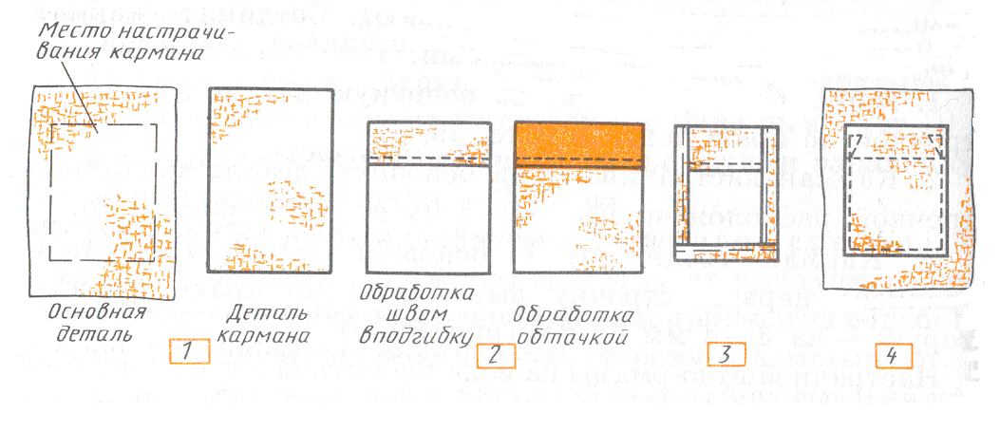 Место настрачи-
вания кармана
Основная
деталь
Деталь
кармана
Обработка
швом
вподгибку
Обработка
обтачкой
1
2
3
4